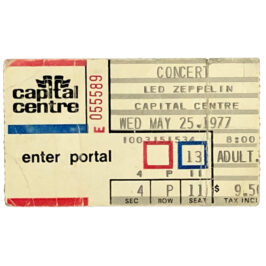 CONCERT
LED ZEPPELIN
CAPITAL CENTRE
WED MAY 25,1977
1003151534 8:00
capital
centre
E 055589
enter portal
13 ADULT
4 P 11
4 P 11 $ 9.50
SEC ROW SEAT TAX INCL